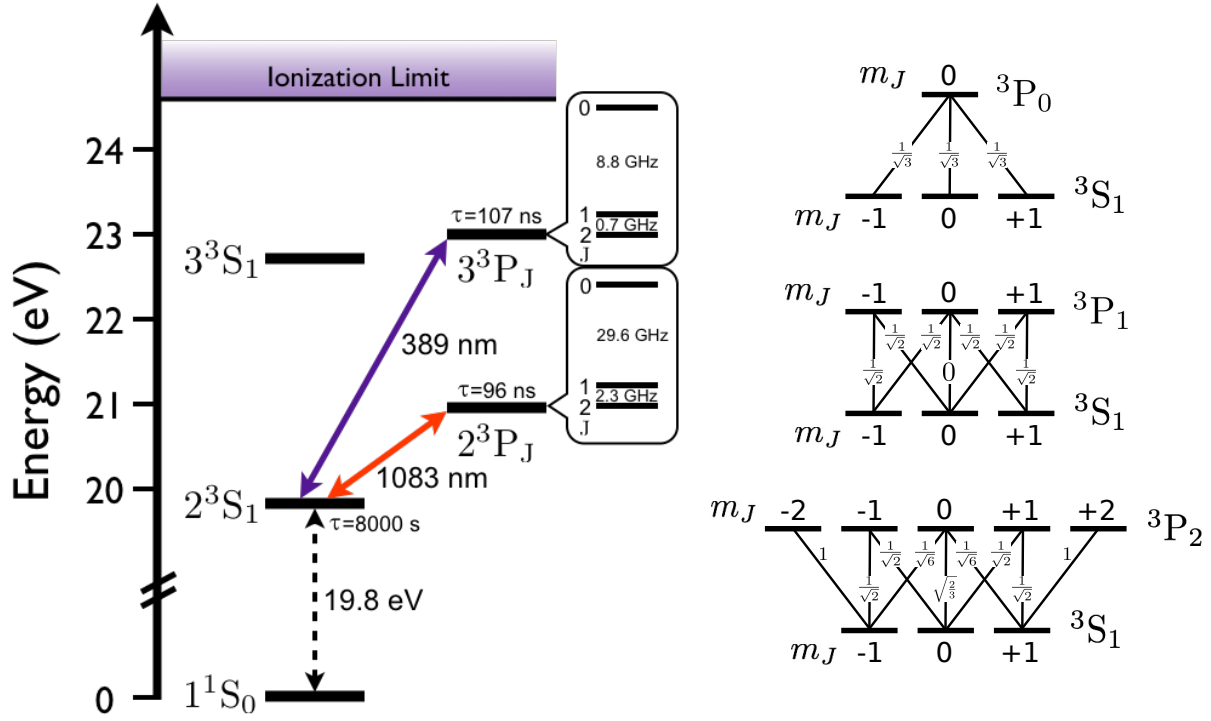 Ionization Limit
Energy (eV)
24
23
22
21
20
0
3³S₁
2³S₁
1¹S₀
τ=8000 s
19.8 eV
389 nm
1083 nm
τ=107 ns
3³P_J
τ=96 ns
2³P_J
0
8.8 GHz
1
0.7 GHz
2
J
0
29.6 GHz
1
2.3 GHz
2
J
m_J 0 ³P₀
1/√3 1/√3 1/√3
³S₁
m_J -1 0 +1
m_J -1 0 +1 ³P₁
1/√2 1/√2 1/√2 1/√2
1/√2 0 1/√2
³S₁
m_J -1 0 +1
m_J -2 -1 0 +1 +2 ³P₂
1 1/√2 1/√6 1/√6 1/√2 1
1/√2 √(2/3) 1/√2
³S₁
m_J -1 0 +1